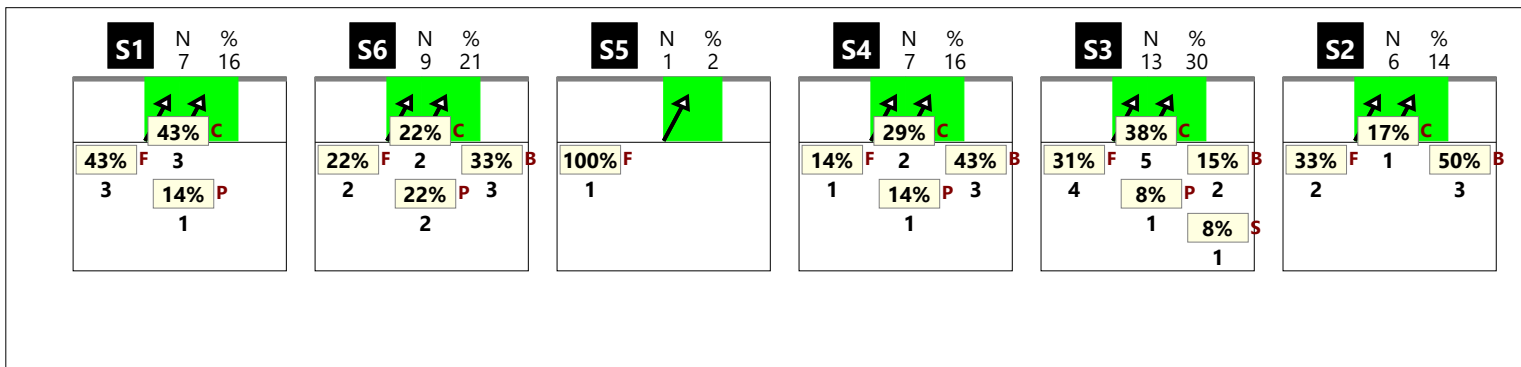 S1 N % S6 N % S5 N % S4 N % S3 N % S2 N %
7 16 9 21 1 2 7 16 13 30 6 14
43% C 22% C 29% C 38% C 17% C
43% F 3 22% F 2 33% B 100% F 14% F 2 43% B 31% F 5 15% B 33% F 1 50% B
3 2 3 1 1 3 4 2 2 3
14% P 22% P 14% P 8% P
1 2 1 1
8% S
1